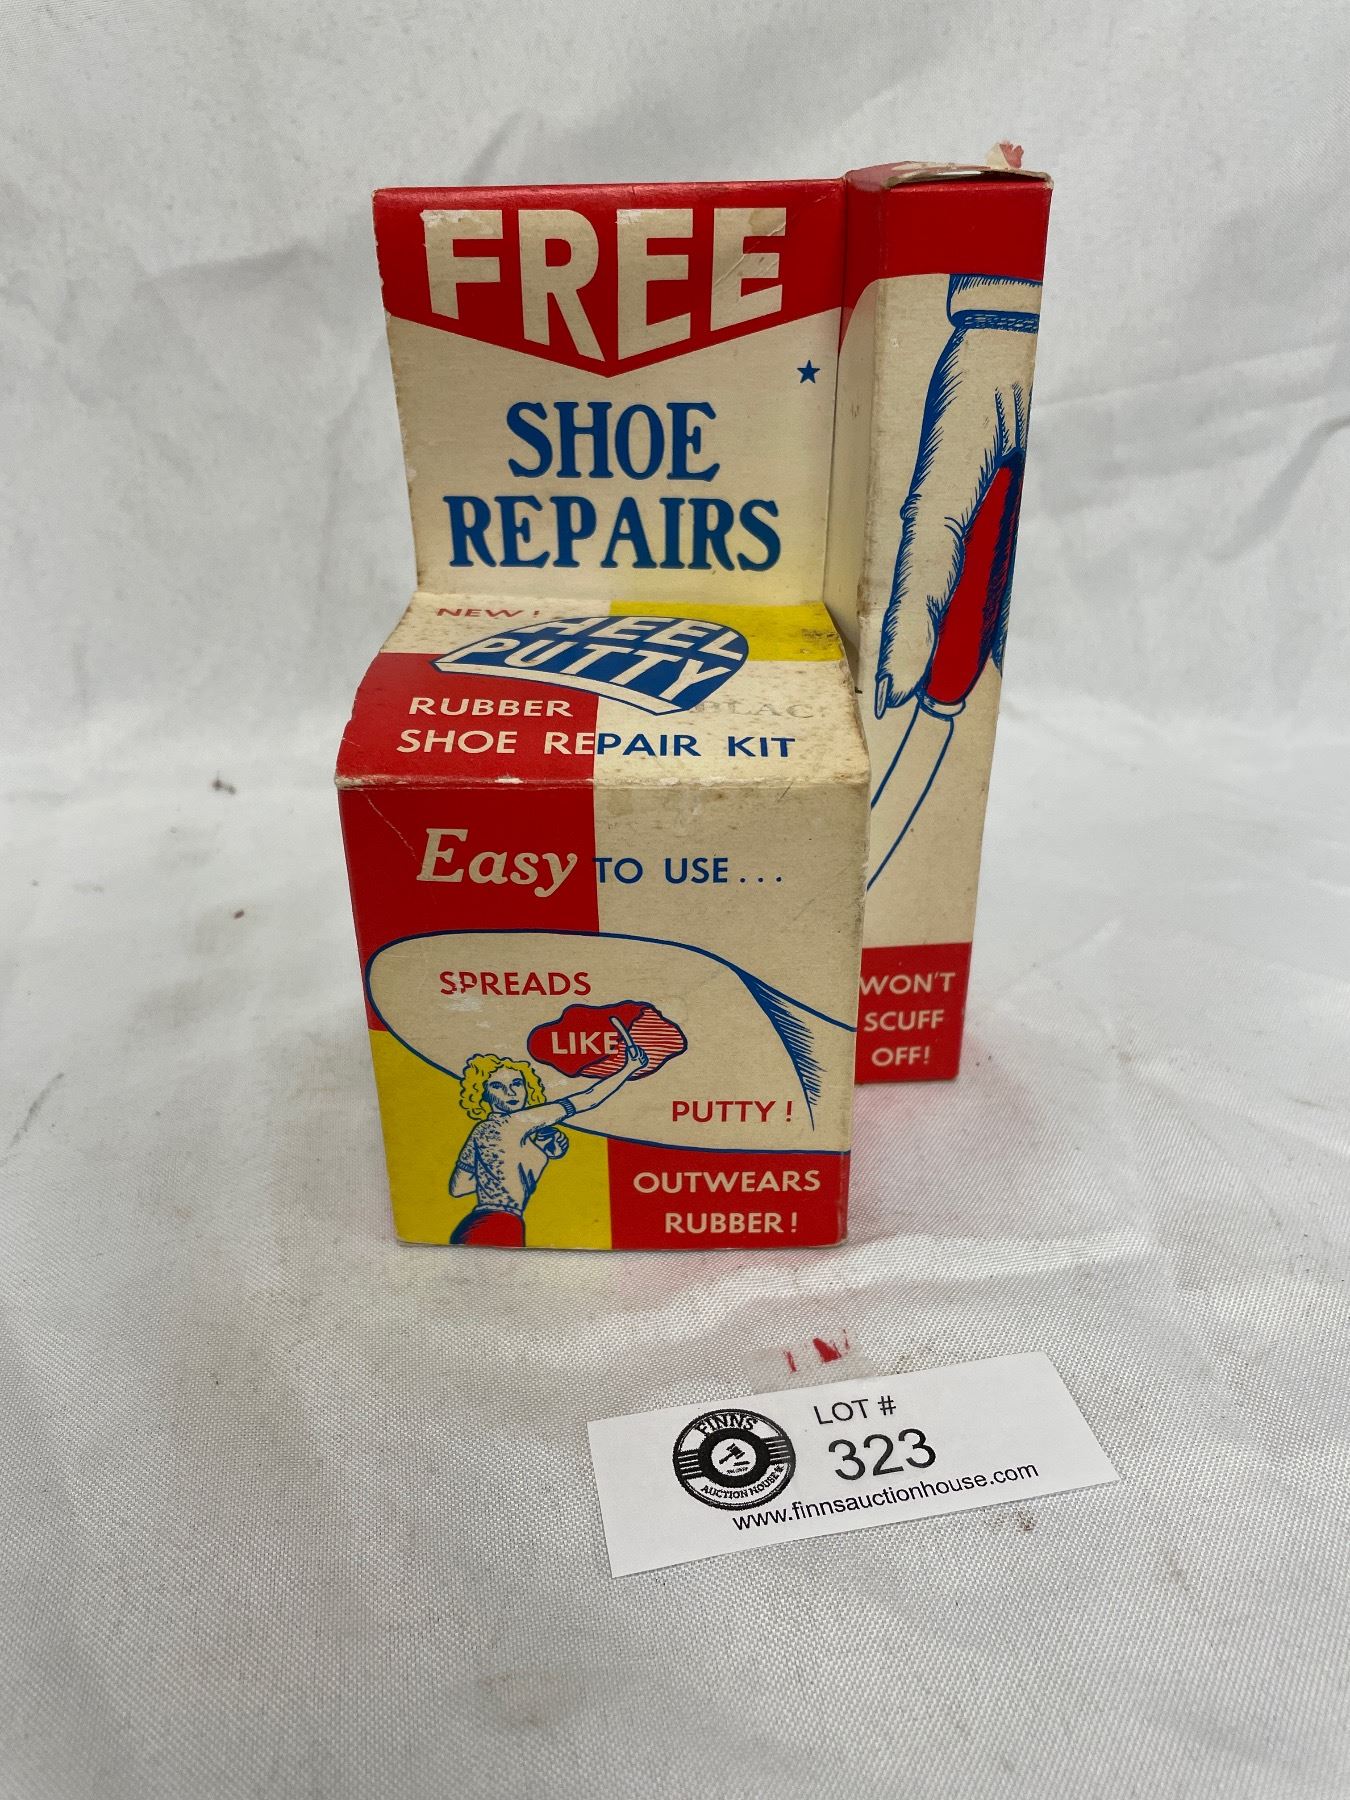 FREE
SHOE
REPAIRS
NEW!
HEEL
PUTTY
RUBBER
SHOE REPAIR KIT
Easy TO USE...
SPREADS
LIKE
PUTTY!
OUTWEARS
RUBBER!
WON'T
SCUFF
OFF!
LOT #
323
FINNS
AUCTION HOUSE
www.finnsauctionhouse.com